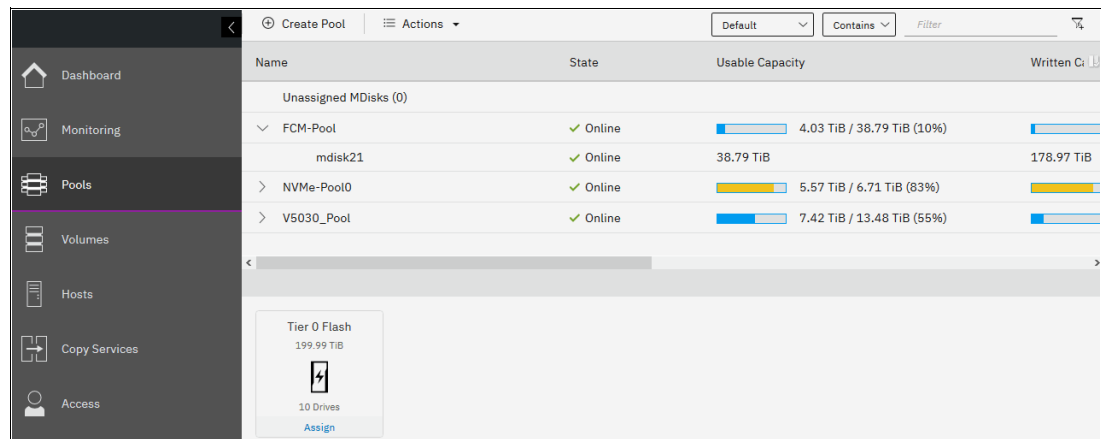 Create Pool Actions Default Contains Filter
Name State Usable Capacity Written Ca
Dashboard
Unassigned MDisks (0)
Monitoring
FCM-Pool Online 4.03 TiB / 38.79 TiB (10%)
mdisk21 Online 38.79 TiB 178.97 TiB
Pools
NVMe-Pool0 Online 5.57 TiB / 6.71 TiB (83%)
V5030_Pool Online 7.42 TiB / 13.48 TiB (55%)
Volumes
Hosts
Copy Services
Access
Tier 0 Flash
199.99 TiB
10 Drives
Assign